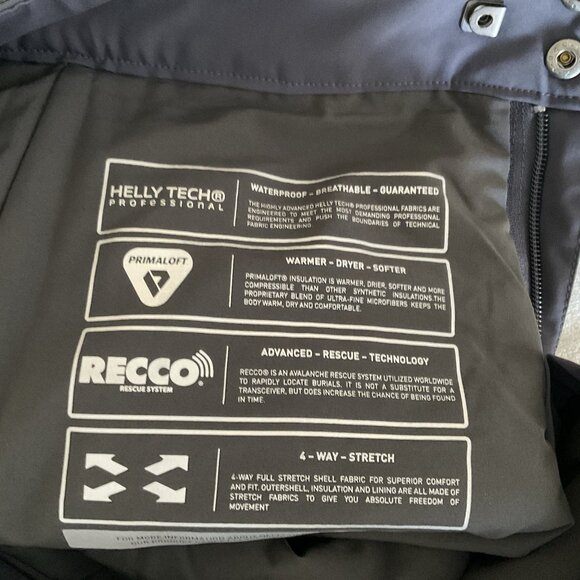 HELLY TECH®
PROFESSIONAL
WATERPROOF - BREATHABLE - GUARANTEED
THE HIGHLY ADVANCED HELLY TECH® PROFESSIONAL FABRICS ARE
ENGINEERED TO MEET THE MOST DEMANDING PROFESSIONAL
REQUIREMENTS AND PUSH THE BOUNDARIES OF TECHNICAL
FABRIC ENGINEERING
PRIMALOFT
WARMER - DRYER - SOFTER
PRIMALOFT® INSULATION IS WARMER, DRIER, SOFTER AND MORE
COMPRESSIBLE THAN OTHER SYNTHETIC INSULATIONS.THE
PROPRIETARY BLEND OF ULTRA-FINE MICROFIBERS KEEPS THE
BODY WARM, DRY AND COMFORTABLE.
RECCO®
RESCUE SYSTEM
ADVANCED - RESCUE - TECHNOLOGY
RECCO® IS AN AVALANCHE RESCUE SYSTEM UTILIZED WORLDWIDE
TO RAPIDLY LOCATE BURIALS. IT IS NOT A SUBSTITUTE FOR A
TRANSCEIVER, BUT DOES INCREASE THE CHANCE OF BEING FOUND
IN TIME.
4 - WAY - STRETCH
4-WAY FULL STRETCH SHELL FABRIC FOR SUPERIOR COMFORT
AND FIT. OUTERSHELL, INSULATION AND LINING ARE ALL MADE OF
STRETCH FABRICS TO GIVE YOU ABSOLUTE FREEDOM OF
MOVEMENT
FOR MORE INFORMATION
OUR PRODUCT